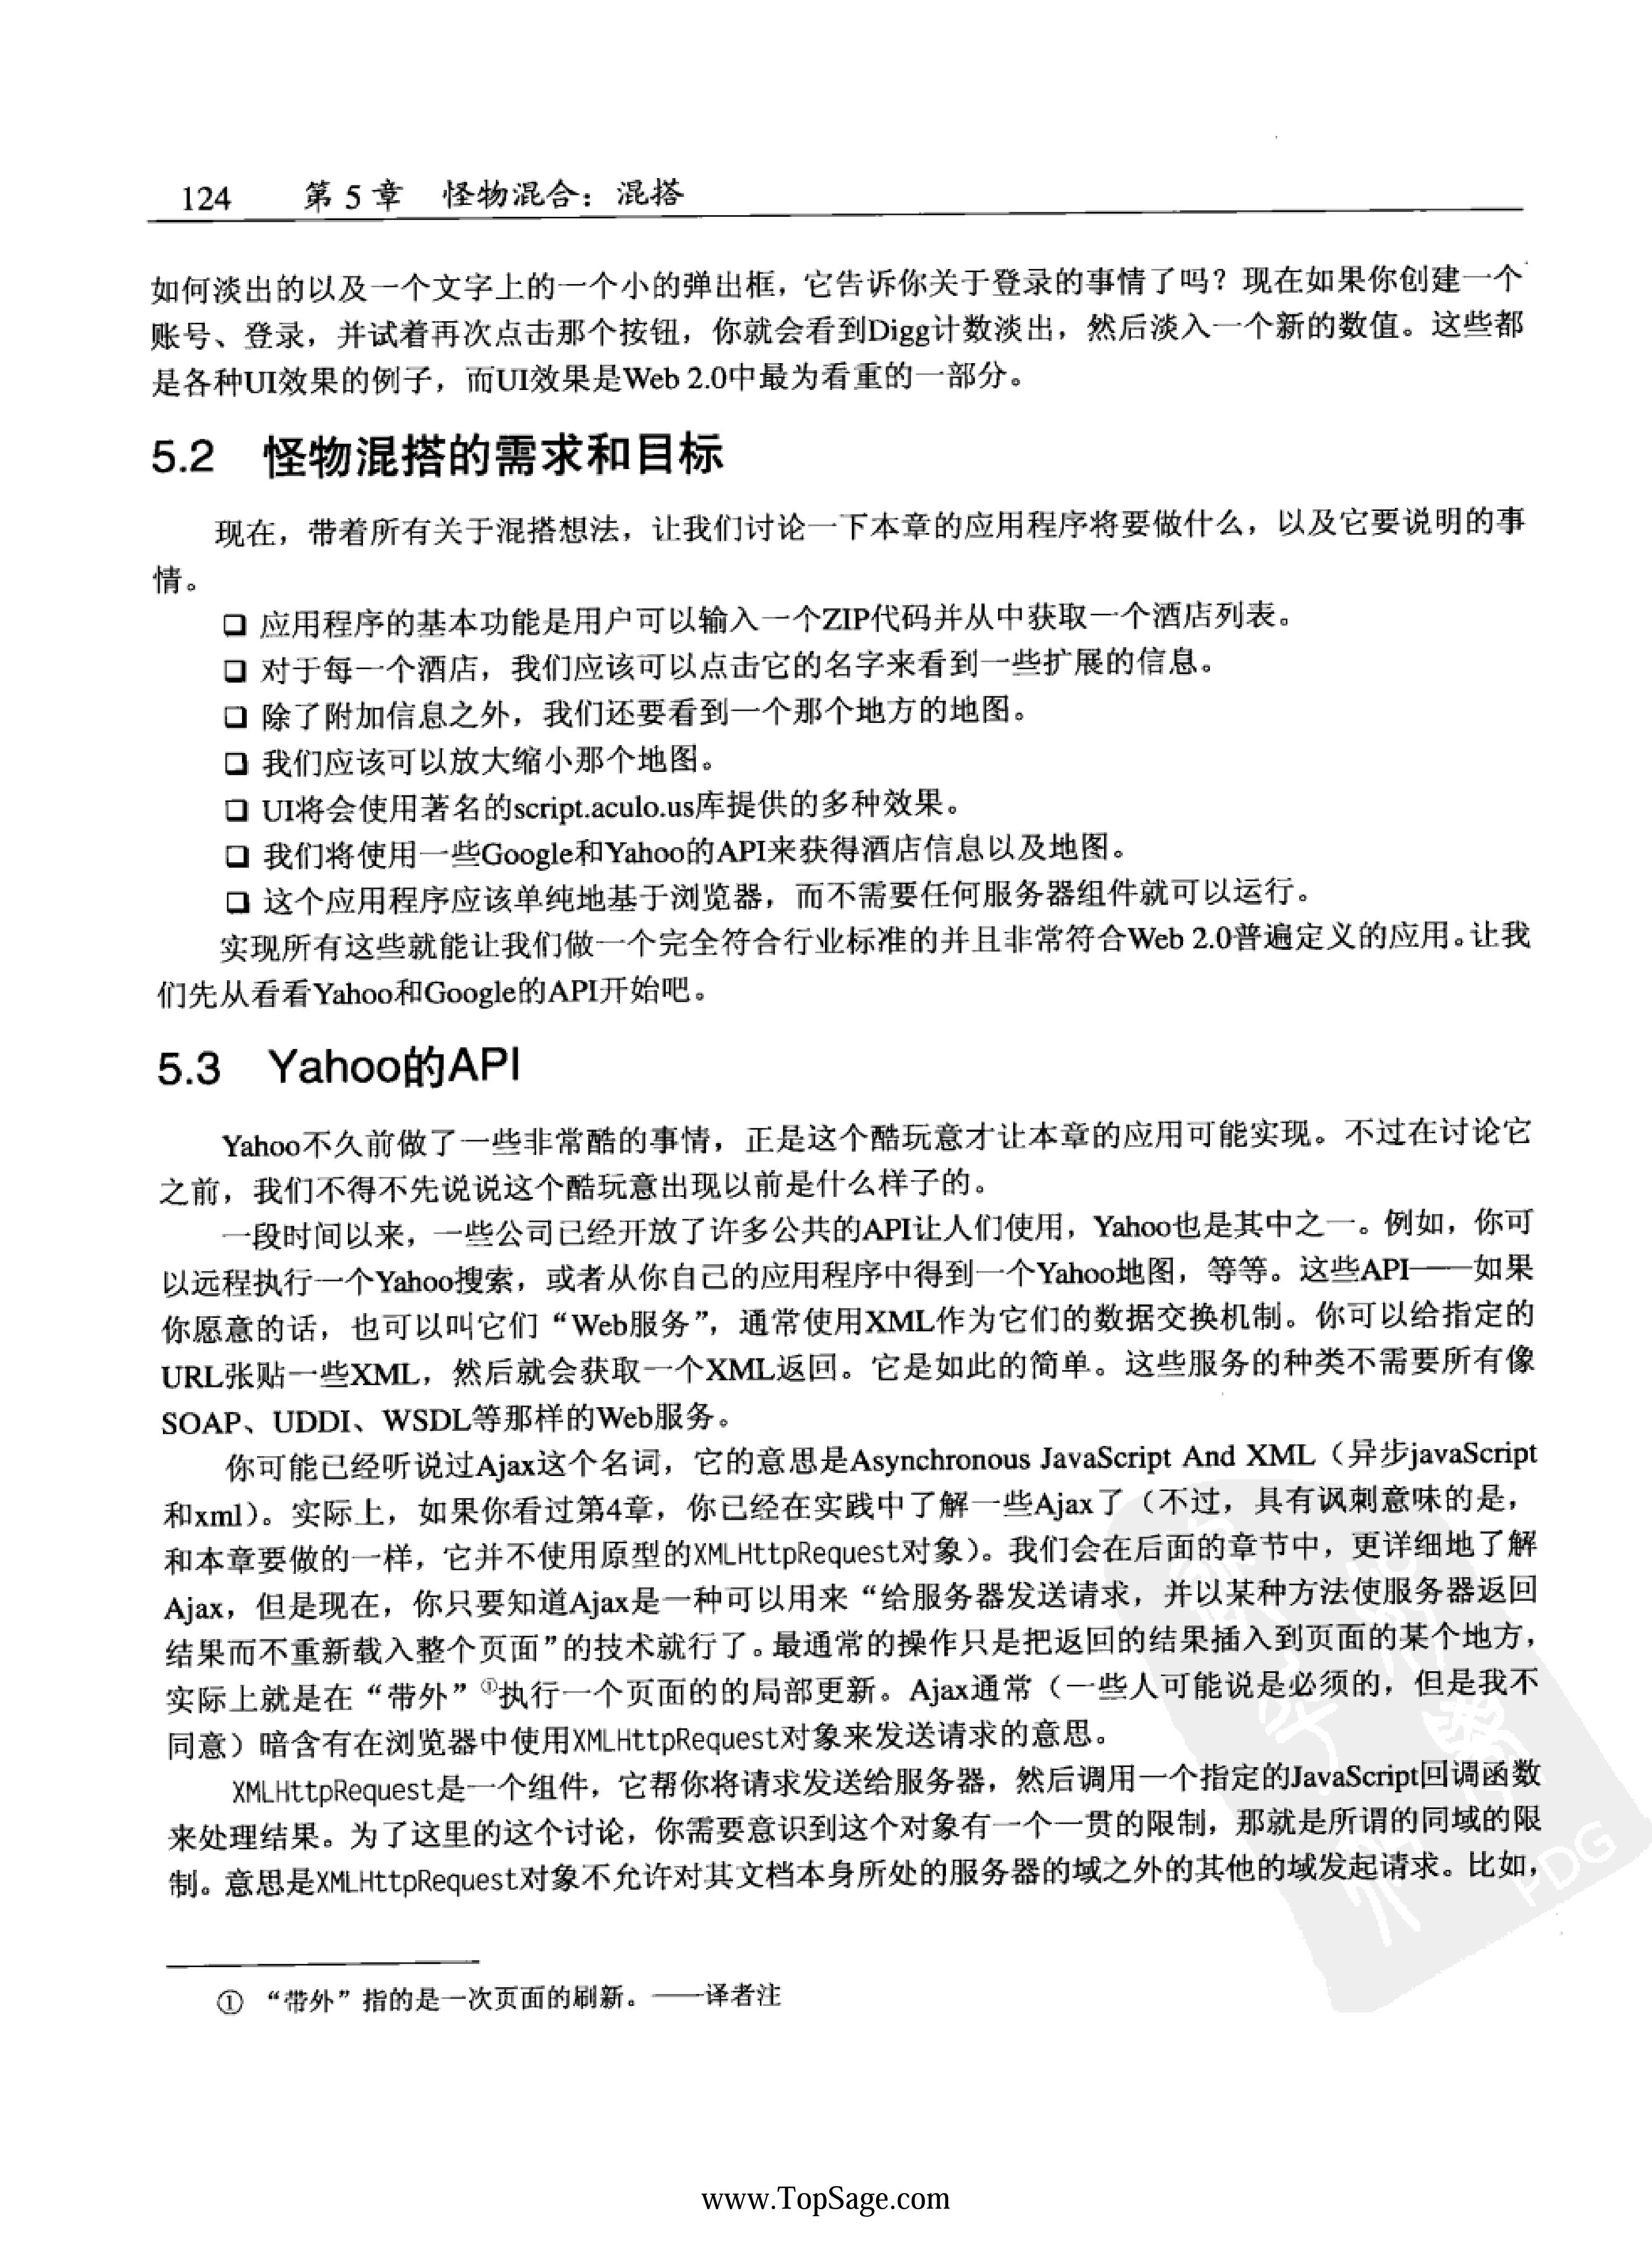 124 第 5 章 怪物混合：混搭
如何淡出的以及一个文字上的一个小的弹出框，它告诉你关于登录的事情了吗？现在如果你创建一个
账号、登录，并试着再次点击那个按钮，你就会看到Digg计数淡出，然后淡入一个新的数值。这些都
是各种UI效果的例子，而UI效果是Web 2.0中最为看重的一部分。
5.2 怪物混搭的需求和目标
现在，带着所有关于混搭想法，让我们讨论一下本章的应用程序将要做什么，以及它要说明的事
情。
❑ 应用程序的基本功能是用户可以输入一个ZIP代码并从中获取一个酒店列表。
❑ 对于每一个酒店，我们应该可以点击它的名字来看到一些扩展的信息。
❑ 除了附加信息之外，我们还要看到一个那个地方的地图。
❑ 我们应该可以放大缩小那个地图。
❑ UI将会使用著名的script.aculo.us库提供的多种效果。
❑ 我们将使用一些Google和Yahoo的API来获得酒店信息以及地图。
❑ 这个应用程序应该单纯地基于浏览器，而不需要任何服务器组件就可以运行。
实现所有这些就能让我们做一个完全符合行业标准的并且非常符合Web 2.0普遍定义的应用。让我
们先从看看Yahoo和Google的API开始吧。
5.3 Yahoo的API
Yahoo不久前做了一些非常酷的事情，正是这个酷玩意才让本章的应用可能实现。不过在讨论它
之前，我们不得不先说说这个酷玩意出现以前是什么样子的。
一段时间以来，一些公司已经开放了许多公共的API让人们使用，Yahoo也是其中之一。例如，你可
以远程执行一个Yahoo搜索，或者从你自己的应用程序中得到一个Yahoo地图，等等。这些API——如果
你愿意的话，也可以叫它们“Web服务”，通常使用XML作为它们的数据交换机制。你可以给指定的
URL张贴一些XML，然后就会获取一个XML返回。它是如此的简单。这些服务的种类不需要所有像
SOAP、UDDI、WSDL等那样的Web服务。
你可能已经听说过Ajax这个名词，它的意思是Asynchronous JavaScript And XML（异步javaScript
和xml）。实际上，如果你看过第4章，你已经在实践中了解一些Ajax了（不过，具有讽刺意味的是，
和本章要做的一样，它并不使用原型的XMLHttpRequest对象）。我们会在后面的章节中，更详细地了解
Ajax，但是现在，你只要知道Ajax是一种可以用来“给服务器发送请求，并以某种方法使服务器返回
结果而不重新载入整个页面”的技术就行了。最通常的操作只是把返回的结果插入到页面的某个地方，
实际上就是在“带外”①执行一个页面的的局部更新。Ajax通常（一些人可能说是必须的，但是我不
同意）暗含有在浏览器中使用XMLHttpRequest对象来发送请求的意思。
XMLHttpRequest是一个组件，它帮你将请求发送给服务器，然后调用一个指定的JavaScript回调函数
来处理结果。为了这里的这个讨论，你需要意识到这个对象有一个一贯的限制，那就是所谓的同域的限
制。意思是XMLHttpRequest对象不允许对其文档本身所处的服务器的域之外的其他的域发起请求。比如，
PDG
① “带外”指的是一次页面的刷新。——译者注
www.TopSage.com